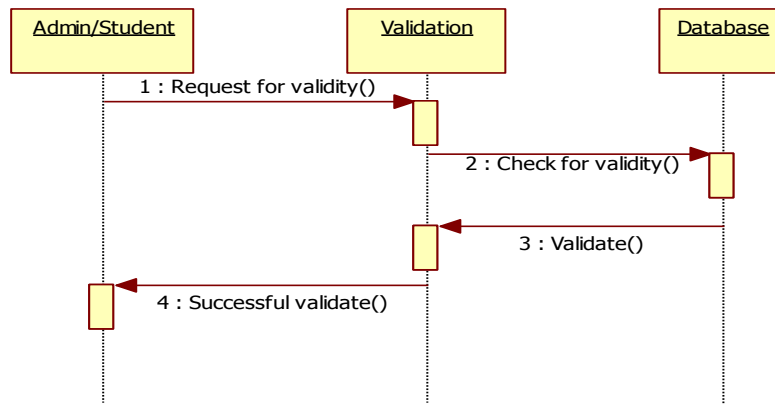 Admin/Student
Validation
Database
1 : Request for validity()
2 : Check for validity()
3 : Validate()
4 : Successful validate()